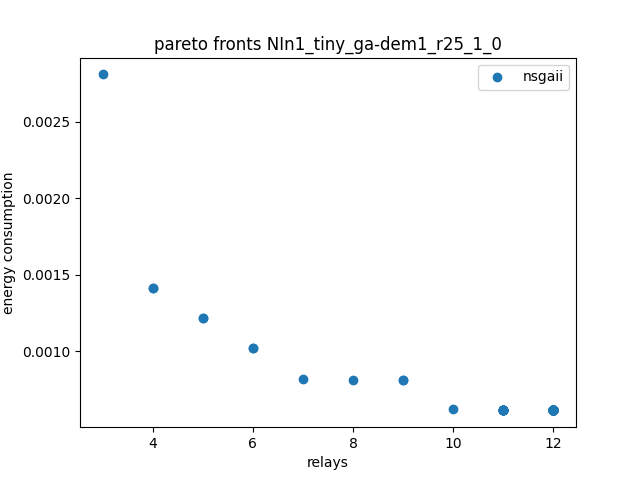 pareto fronts NIn1_tiny_ga-dem1_r25_1_0
nsgaii
0.0025
0.0020
0.0015
0.0010
energy consumption
4
6
8
10
12
relays